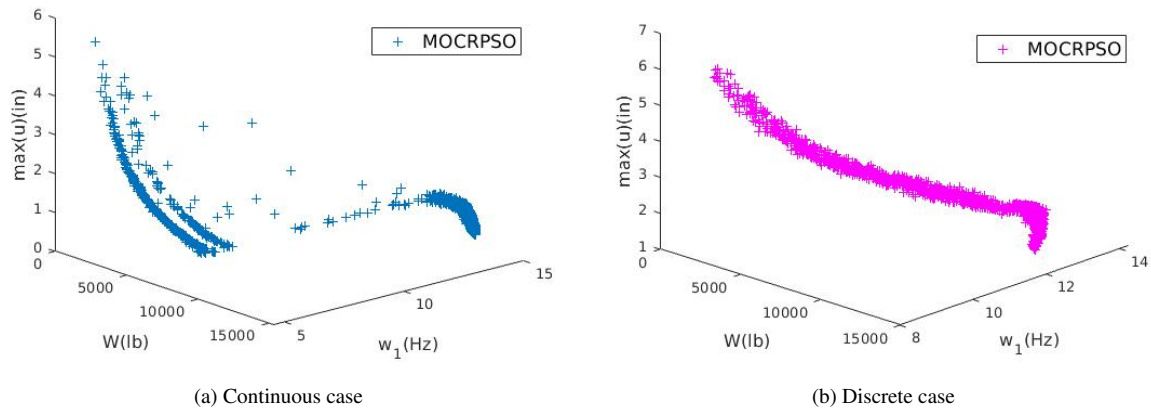 6
5
4
3
2
1
0
0
5000
10000
15000
W(lb)
5
10
15
w_1(Hz)
max(u)(in)
+ MOCRPSO
(a) Continuous case
7
6
5
4
3
2
1
0
5000
10000
15000
W(lb)
8
10
12
14
w_1(Hz)
max(u)(in)
+ MOCRPSO
(b) Discrete case